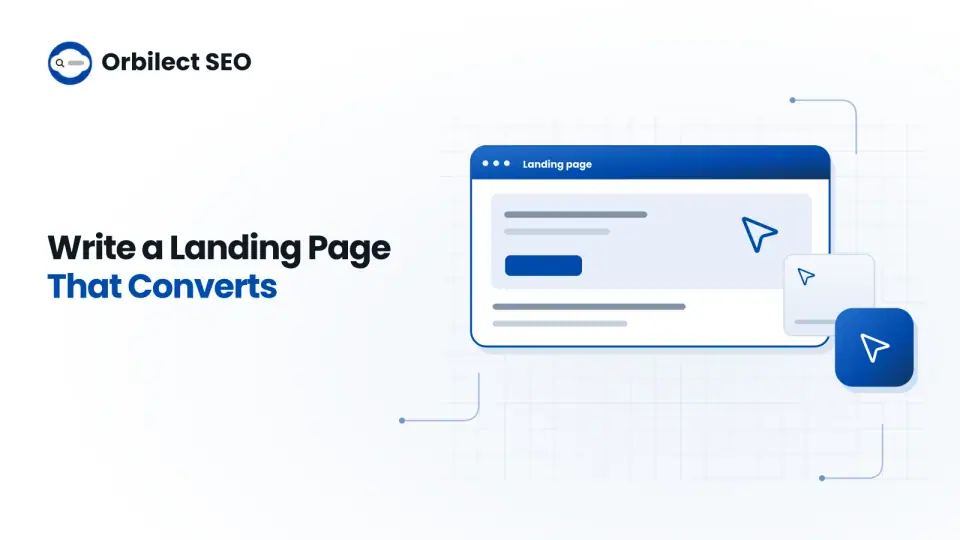 Orbilect SEO
Landing page
Write a Landing Page
That Converts